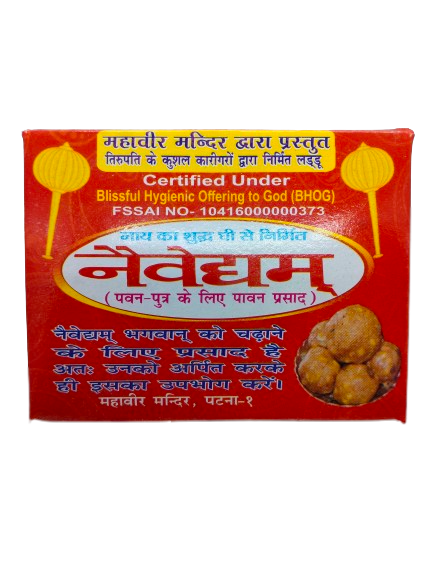 महावीर मन्दिर द्वारा प्रस्तुत
तिरुपति के कुशल कारीगरों द्वारा निर्मित लड्डू
Certified Under
Blissful Hygienic Offering to God (BHOG)
FSSAI NO- 10416000000373
गाय का शुद्ध घी से निर्मित
नैवेद्यम्
(पवन-पुत्र के लिए पावन प्रसाद)
नैवेद्यम् भगवान् को चढ़ाने
के लिए प्रसाद है
अतः उनको अर्पित करके
ही इसका उपभोग करें।
महावीर मन्दिर, पटना-१